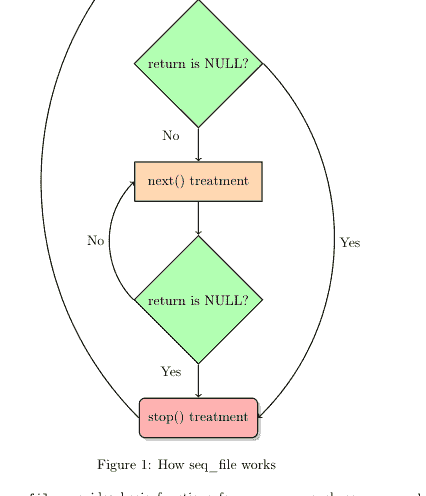 return is NULL?
No
next() treatment
No
Yes
return is NULL?
Yes
stop() treatment
Figure 1: How seq_file works